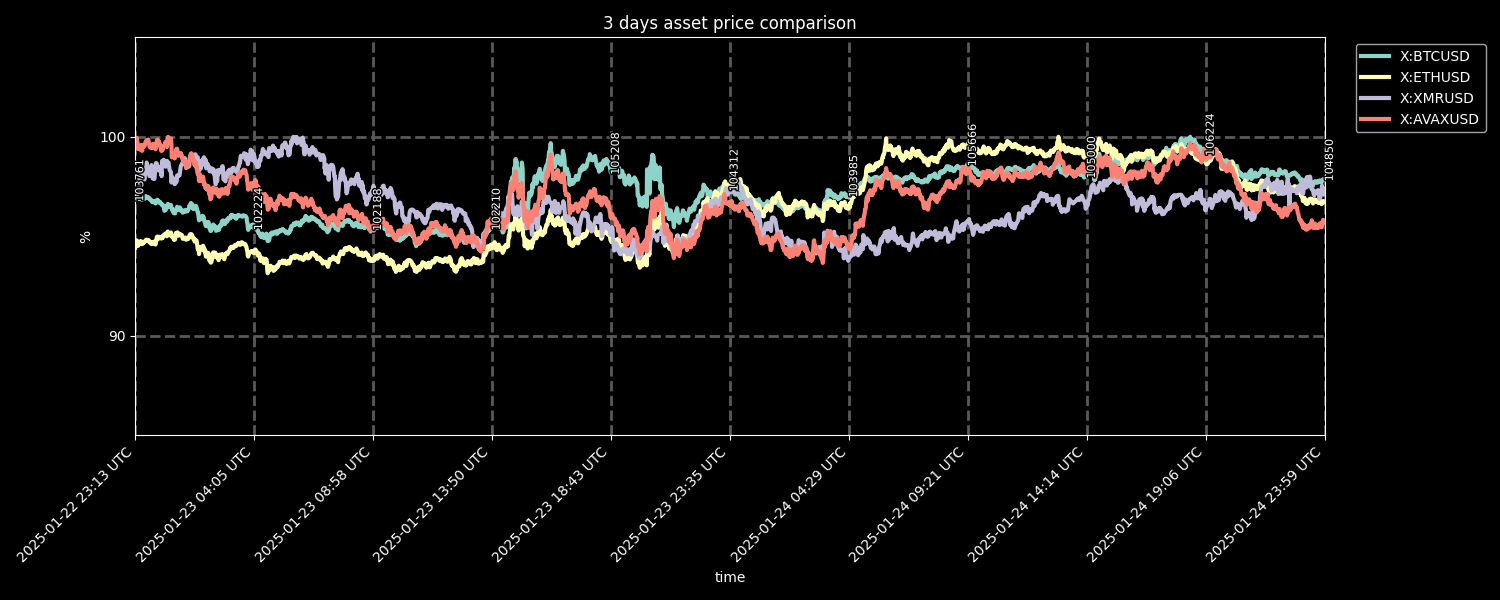 3 days asset price comparison
X:BTCUSD
X:ETHUSD
X:XMRUSD
X:AVAXUSD
100
90
%
103761
102224
102188
102210
105208
104312
103985
105666
105000
106224
104850
2025-01-22 23:13 UTC
2025-01-23 04:05 UTC
2025-01-23 08:58 UTC
2025-01-23 13:50 UTC
2025-01-23 18:43 UTC
2025-01-23 23:35 UTC
2025-01-24 04:29 UTC
2025-01-24 09:21 UTC
2025-01-24 14:14 UTC
2025-01-24 19:06 UTC
2025-01-24 23:59 UTC
time